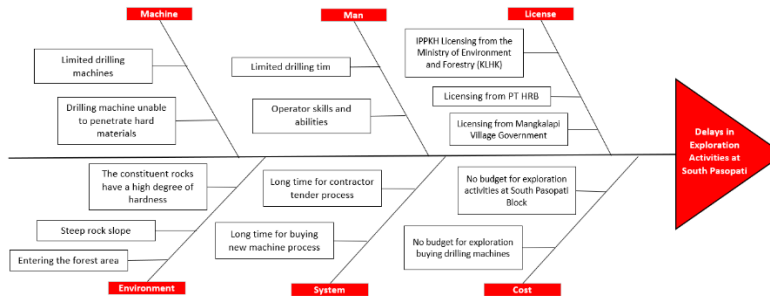 Machine
Man
License
Limited drilling
machines
Drilling machine unable
to penetrate hard
materials
Limited drilling tim
Operator skills and
abilities
IPPKH Licensing from the
Ministry of Environment
and Forestry (KLHK)
Licensing from PT HRB
Licensing from Mangkalapi
Village Government
Delays in
Exploration
Activities at
South Pasopati
The constituent rocks
have a high degree of
hardness
Steep rock slope
Entering the forest area
Long time for contractor
tender process
Long time for buying
new machine process
No budget for exploration
activities at South Pasopati
Block
No budget for exploration
buying drilling machines
Environment
System
Cost